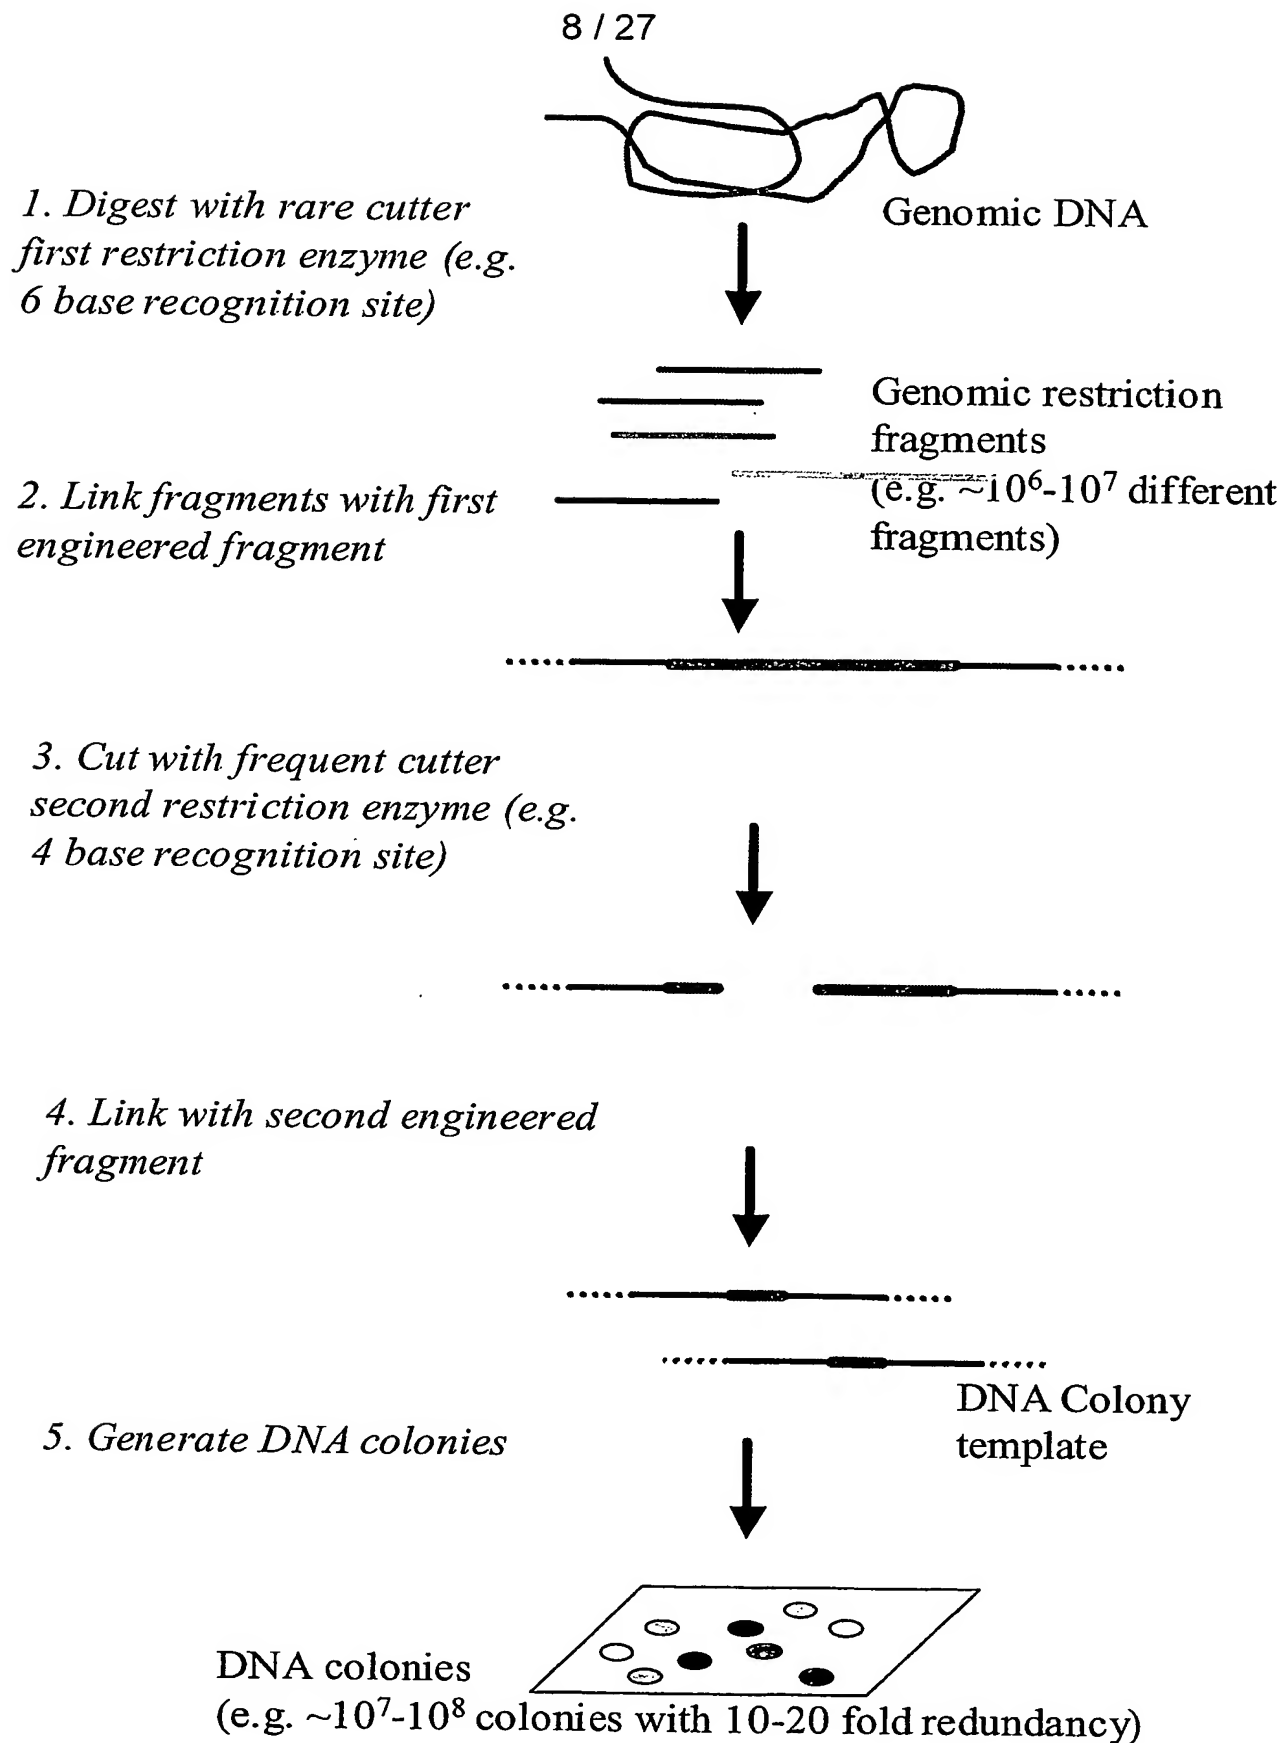 8 / 27
1. Digest with rare cutter
first restriction enzyme (e.g.
6 base recognition site)
Genomic DNA
Genomic restriction
fragments
(e.g. ~10⁶-10⁷ different
fragments)
2. Link fragments with first
engineered fragment
3. Cut with frequent cutter
second restriction enzyme (e.g.
4 base recognition site)
4. Link with second engineered
fragment
DNA Colony
template
5. Generate DNA colonies
DNA colonies
(e.g. ~10⁷-10⁸ colonies with 10-20 fold redundancy)